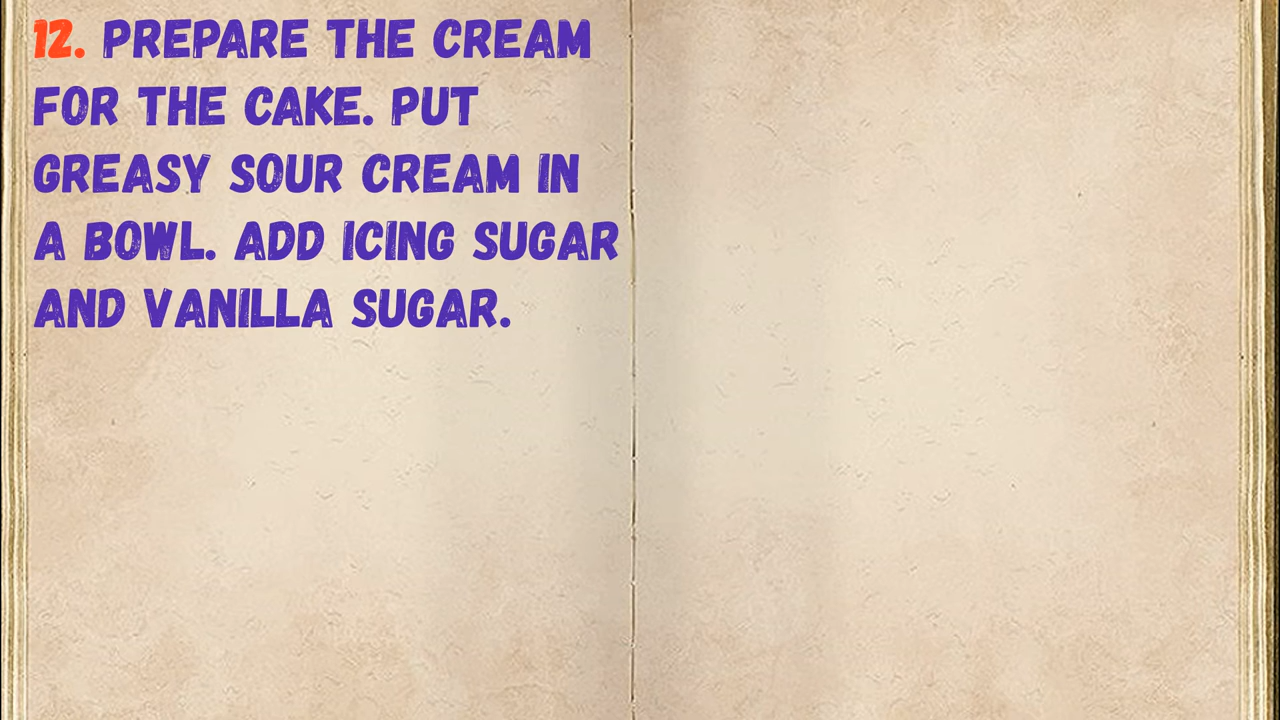 12. PREPARE THE CREAM
FOR THE CAKE. PUT
GREASY SOUR CREAM IN
A BOWL. ADD ICING SUGAR
AND VANILLA SUGAR.